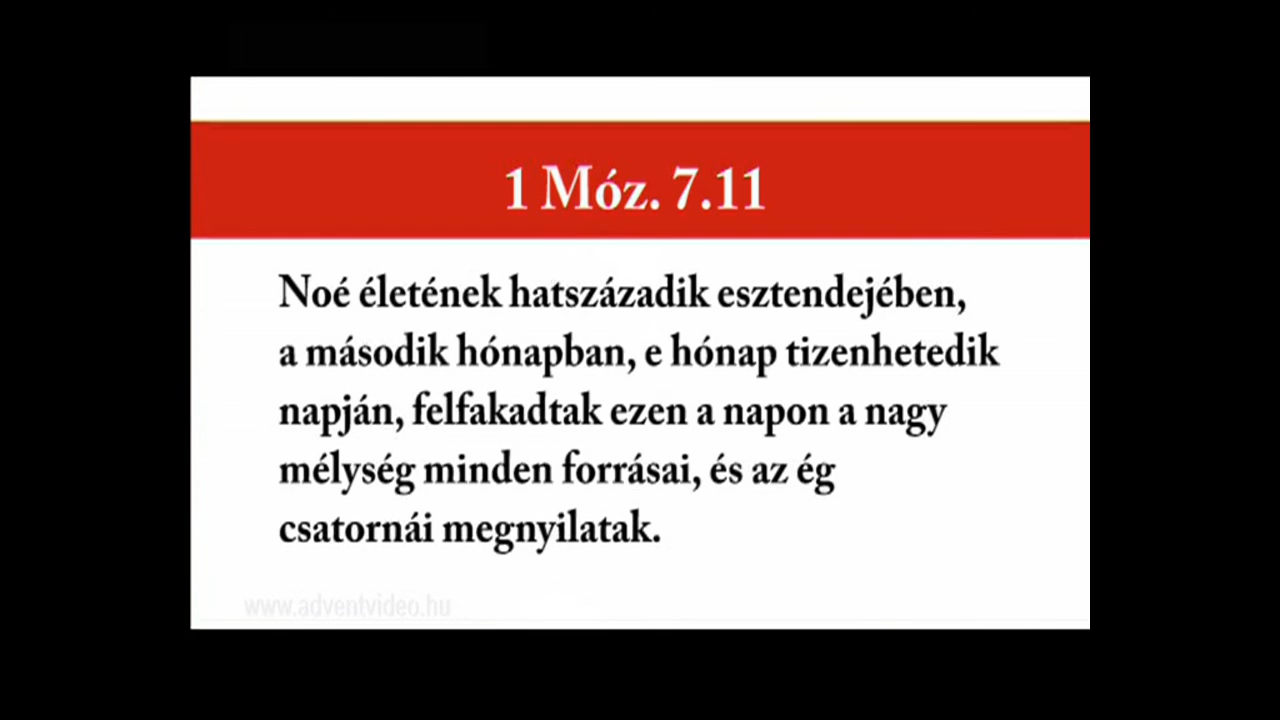 1 Móz. 7.11
Noé életének hatszázadik esztendejében,
a második hónapban, e hónap tizenhetedik
napján, felfakadtak ezen a napon a nagy
mélység minden forrásai, és az ég
csatornái megnyilatak.
www.adventvideo.hu